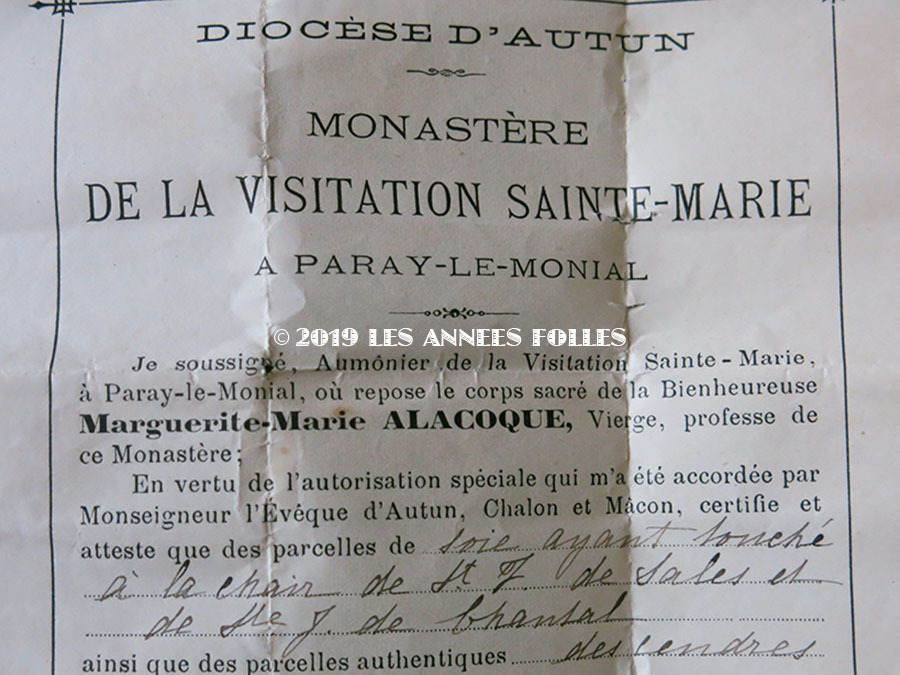 DIOCÈSE D'AUTUN
MONASTÈRE
DE LA VISITATION SAINTE-MARIE
A PARAY-LE-MONIAL
© 2019 LES ANNEES FOLLES
Je soussigné, Aumônier de la Visitation Sainte-Marie,
à Paray-le-Monial, où repose le corps sacré de la Bienheureuse
Marguerite-Marie ALACOQUE, Vierge, professe de
ce Monastère;
En vertu de l'autorisation spéciale qui m'a été accordée par
Monseigneur l'Évêque d'Autun, Chalon et Mâcon, certifie et
atteste que des parcelles de soie ayant touché
à la chair de St f. de Sales et
de Ste J. de Chantal
ainsi que des parcelles authentiques des cendres